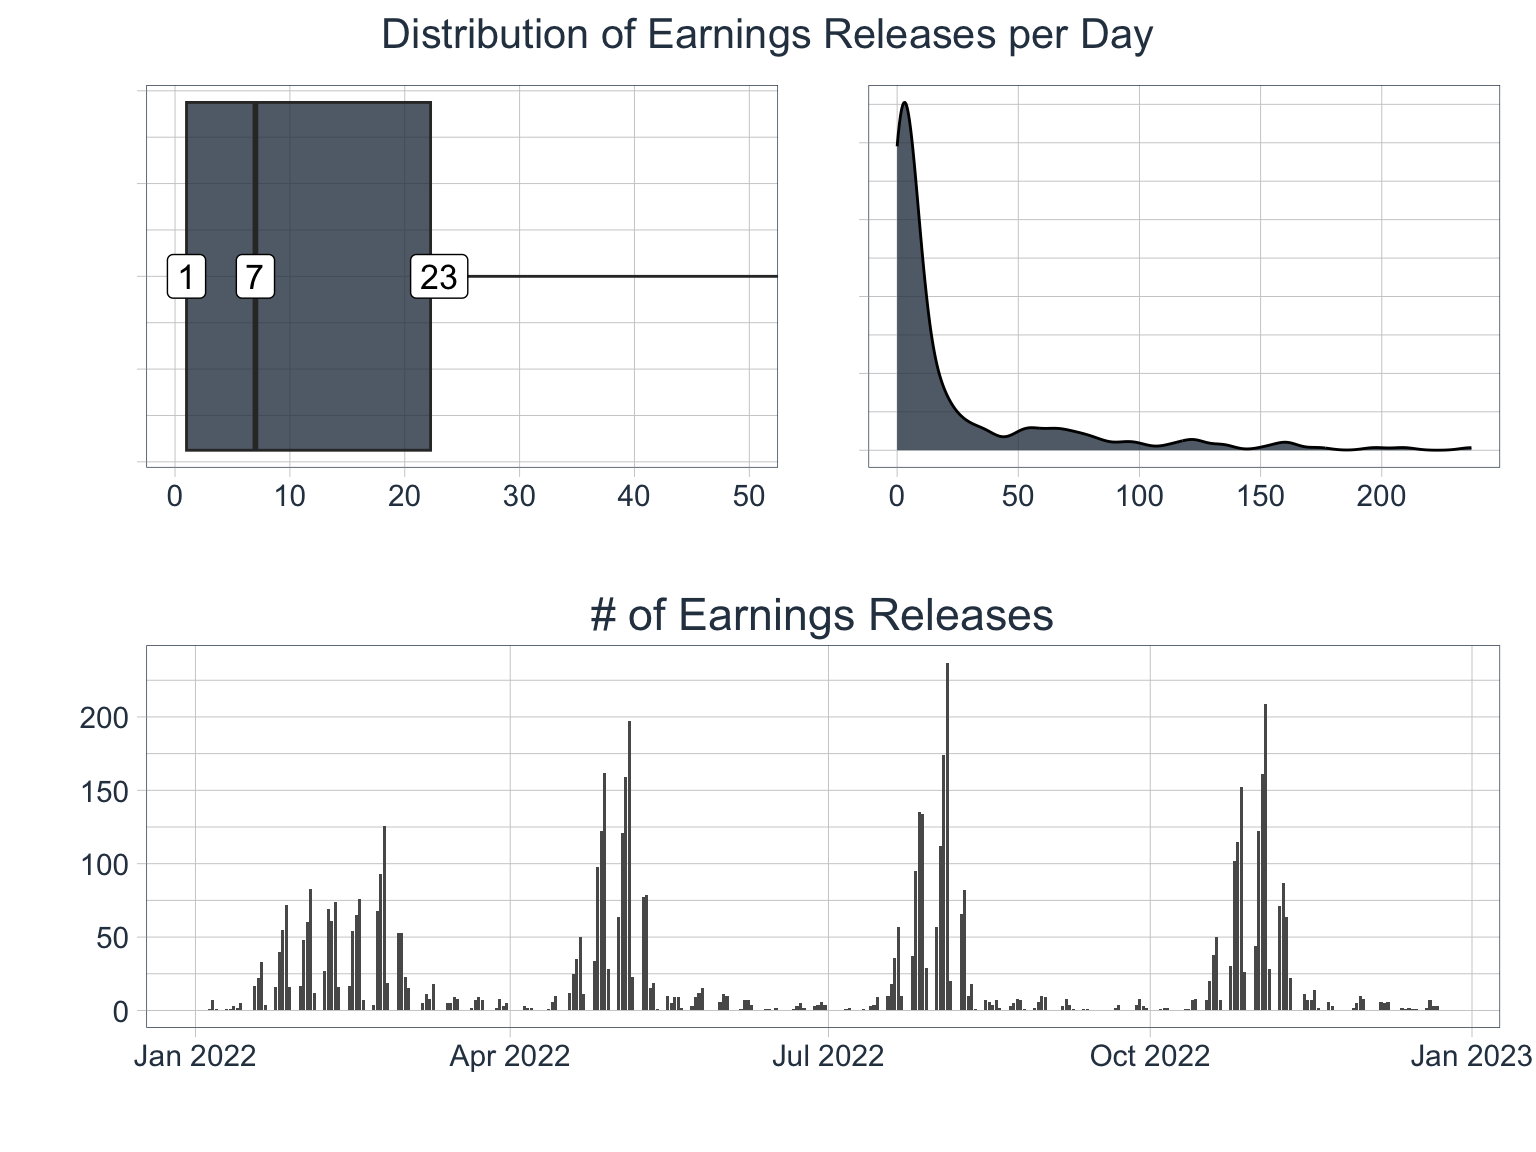 Distribution of Earnings Releases per Day
1 7 23
0 10 20 30 40 50
0 50 100 150 200
# of Earnings Releases
200
150
100
50
0
Jan 2022 Apr 2022 Jul 2022 Oct 2022 Jan 2023